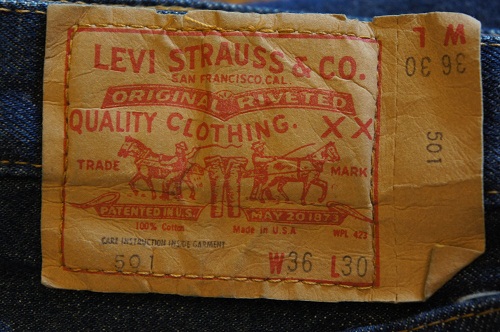 LEVI STRAUSS & CO.
SAN FRANCISCO, CAL
ORIGINAL RIVETED
QUALITY CLOTHING. XX
TRADE MARK
PATENTED IN U.S. MAY 20 1873
100% Cotton Made in U S A WPL 423
CARE INSTRUCTION INSIDE GARMENT
501 W36 L30
W L
36 30
501